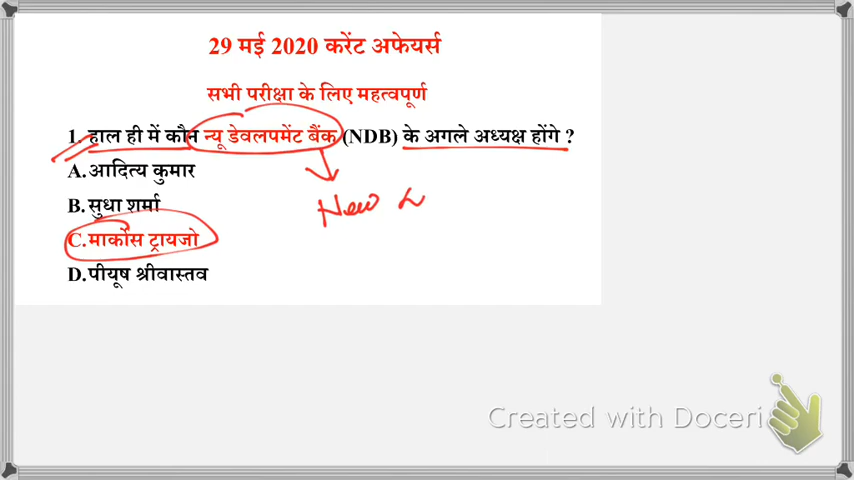 29 मई 2020 करेंट अफेयर्स
सभी परीक्षा के लिए महत्वपूर्ण
1. हाल ही में कौन न्यू डेवलपमेंट बैंक (NDB) के अगले अध्यक्ष होंगे ?
A.आदित्य कुमार
B.सुधा शर्मा
New
C.मार्कोस ट्रायजो
D.पीयूष श्रीवास्तव
Created with Doceri